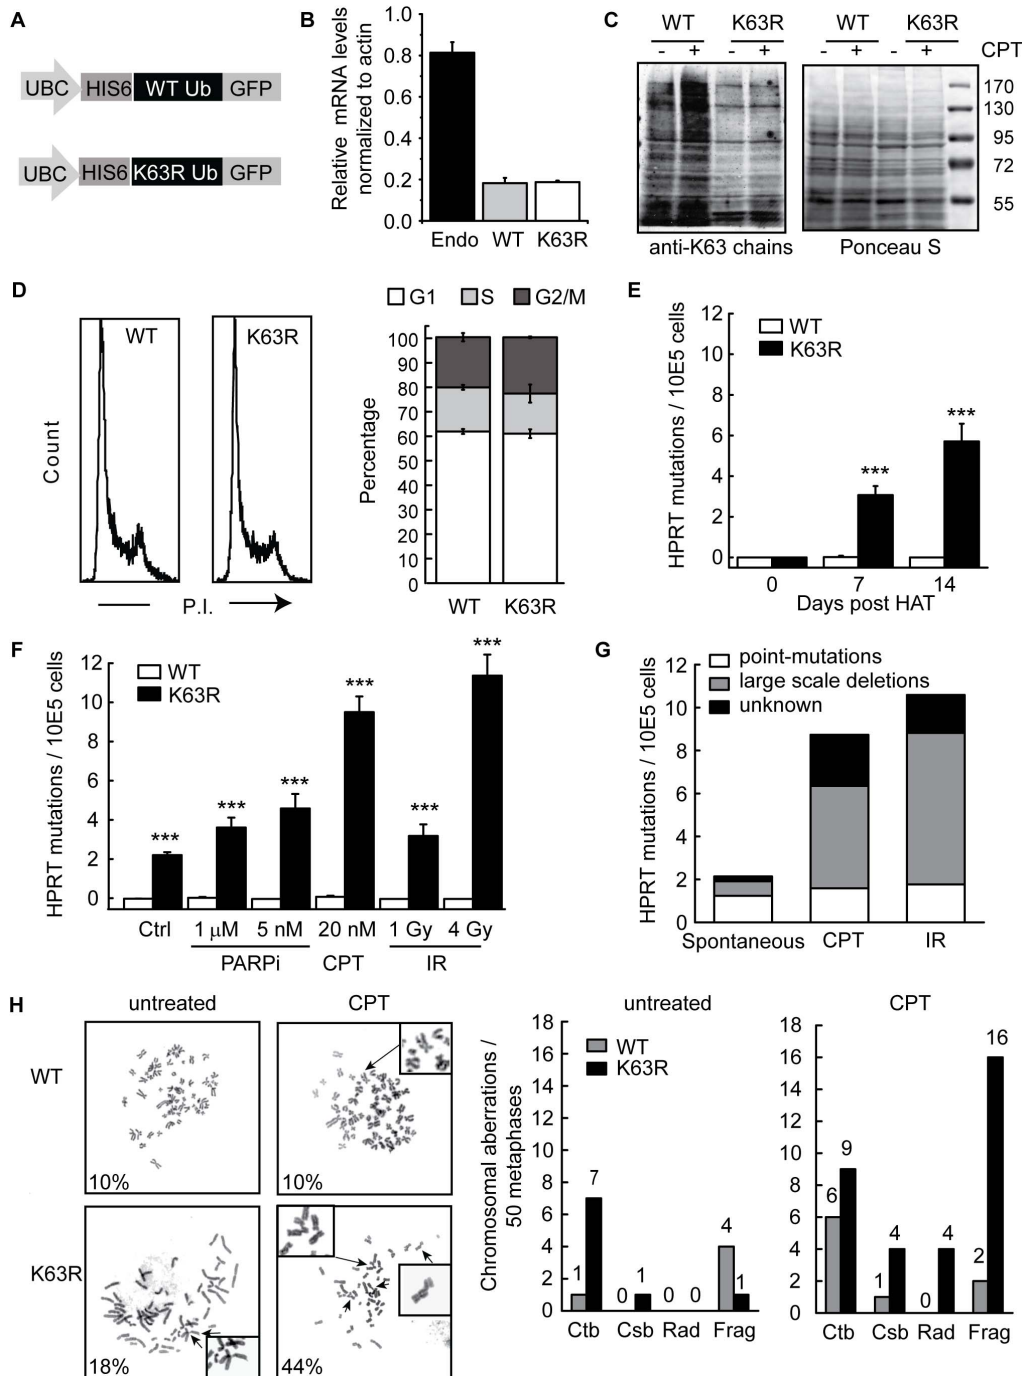 A
UBC HIS6 WT Ub GFP
UBC HIS6 K63R Ub GFP
B
Relative mRNA levels
normalized to actin
1.0
0.8
0.6
0.4
0.2
0.0
Endo WT K63R
C
WT K63R WT K63R
- + - + - + - + CPT
170
130
95
72
55
anti-K63 chains Ponceau S
D
WT K63R
Count
P.I.
G1 S G2/M
Percentage
100
90
80
70
60
50
40
30
20
10
0
WT K63R
E
HPRT mutations / 10E5 cells
WT
K63R
12
10
8
6
4
2
0
*** ***
0 7 14
Days post HAT
F
HPRT mutations / 10E5 cells
WT
K63R
12
10
8
6
4
2
0
*** *** *** *** *** ***
Ctrl 1 µM 5 nM 20 nM 1 Gy 4 Gy
PARPi CPT IR
G
HPRT mutations / 10E5 cells
point-mutations
large scale deletions
unknown
12
10
8
6
4
2
0
Spontaneous CPT IR
H
untreated CPT
WT
10% 10%
K63R
18% 44%
Chromosomal aberrations /
50 metaphases
untreated
WT
K63R
18
16
14
12
10
8
6
4
2
0
1 7 0 1 0 0 4 1
Ctb Csb Rad Frag
CPT
18
16
14
12
10
8
6
4
2
0
6 9 1 4 0 4 2 16
Ctb Csb Rad Frag